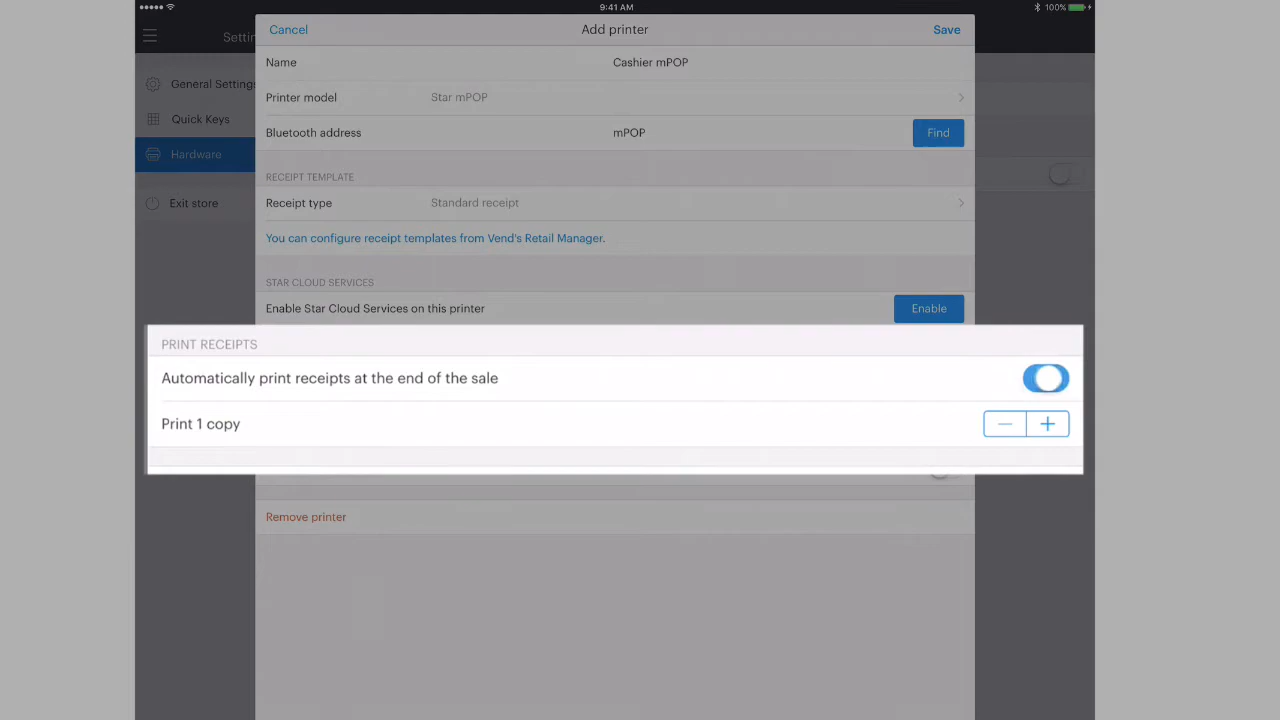 9:41 AM
100%
Settin
Cancel
Add printer
Save
General Settings
Quick Keys
Hardware
Exit store
Name
Cashier mPOP
Printer model
Star mPOP
Bluetooth address
mPOP
Find
RECEIPT TEMPLATE
Receipt type
Standard receipt
You can configure receipt templates from Vend's Retail Manager.
STAR CLOUD SERVICES
Enable Star Cloud Services on this printer
Enable
PRINT RECEIPTS
Automatically print receipts at the end of the sale
Print 1 copy
Remove printer